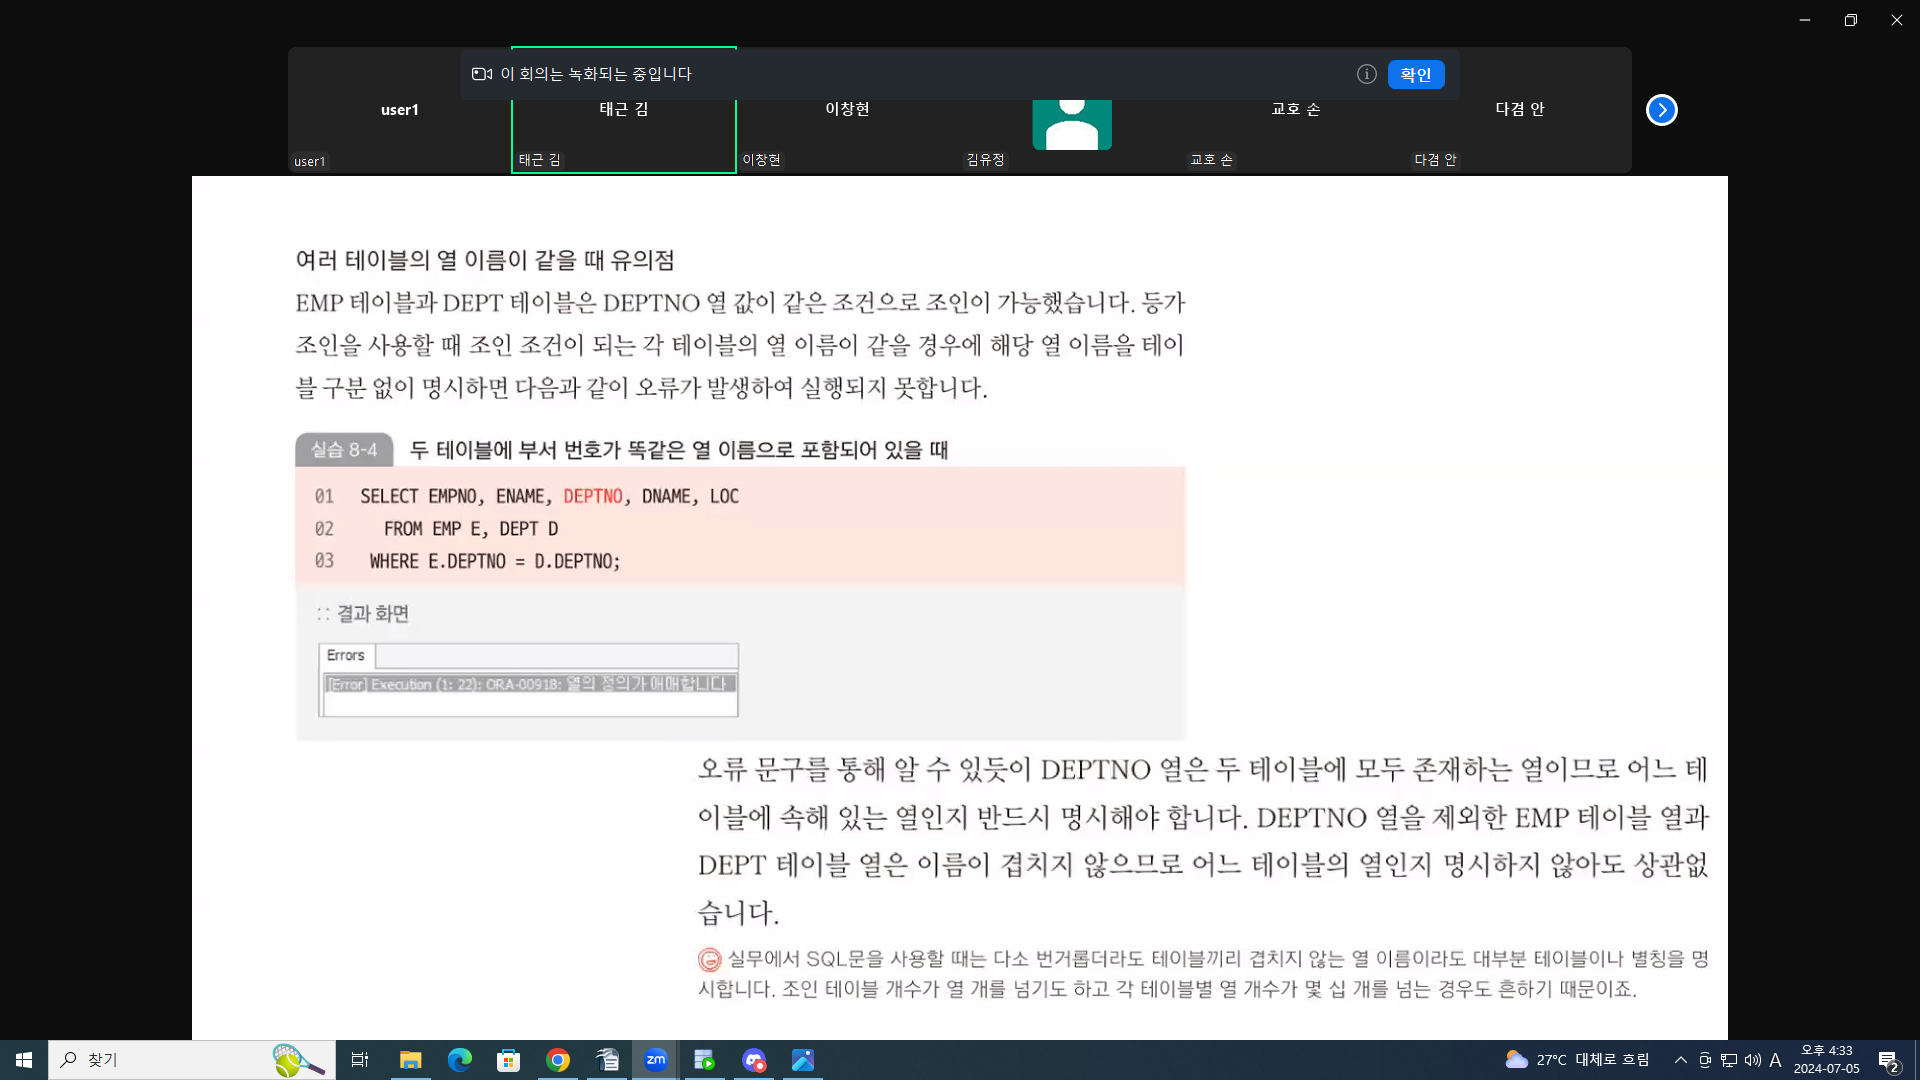 이 회의는 녹화되는 중입니다
확인
user1
태근 김
이창현
교호 손
다겸 안
user1
태근 김
이창현
김유정
교호 손
다겸 안
여러 테이블의 열 이름이 같을 때 유의점
EMP 테이블과 DEPT 테이블은 DEPTNO 열 값이 같은 조건으로 조인이 가능했습니다. 등가
조인을 사용할 때 조인 조건이 되는 각 테이블의 열 이름이 같을 경우에 해당 열 이름을 테이
블 구분 없이 명시하면 다음과 같이 오류가 발생하여 실행되지 못합니다.
실습 8-4 두 테이블에 부서 번호가 똑같은 열 이름으로 포함되어 있을 때
01 SELECT EMPNO, ENAME, DEPTNO, DNAME, LOC
02 FROM EMP E, DEPT D
03 WHERE E.DEPTNO = D.DEPTNO;
:: 결과 화면
Errors
[Error] Execution (1: 22): ORA-00918: 열의 정의가 애매합니다
오류 문구를 통해 알 수 있듯이 DEPTNO 열은 두 테이블에 모두 존재하는 열이므로 어느 테
이블에 속해 있는 열인지 반드시 명시해야 합니다. DEPTNO 열을 제외한 EMP 테이블 열과
DEPT 테이블 열은 이름이 겹치지 않으므로 어느 테이블의 열인지 명시하지 않아도 상관없
습니다.
실무에서 SQL문을 사용할 때는 다소 번거롭더라도 테이블끼리 겹치지 않는 열 이름이라도 대부분 테이블이나 별칭을 명
시합니다. 조인 테이블 개수가 열 개를 넘기도 하고 각 테이블별 열 개수가 몇 십 개를 넘는 경우도 흔하기 때문이죠.
찾기
zm
27°C 대체로 흐림
A
오후 4:33
2024-07-05
2